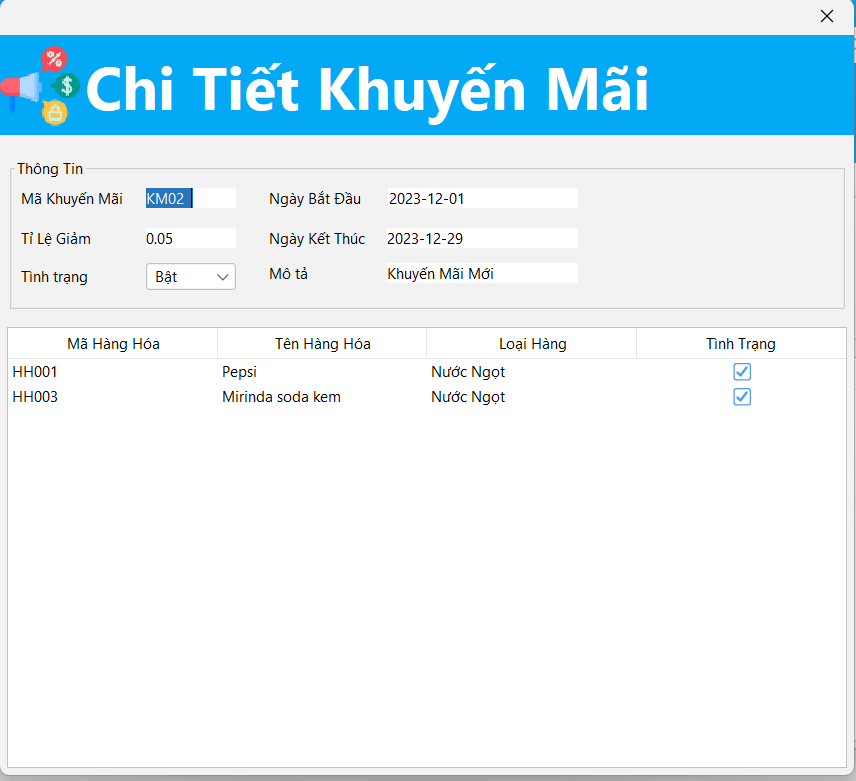 Chi Tiết Khuyến Mãi
Thông Tin
Mã Khuyến Mãi KM02 Ngày Bắt Đầu 2023-12-01
Tỉ Lệ Giảm 0.05 Ngày Kết Thúc 2023-12-29
Tình trạng Bật Mô tả Khuyến Mãi Mới
Mã Hàng Hóa Tên Hàng Hóa Loại Hàng Tình Trạng
HH001 Pepsi Nước Ngọt
HH003 Mirinda soda kem Nước Ngọt